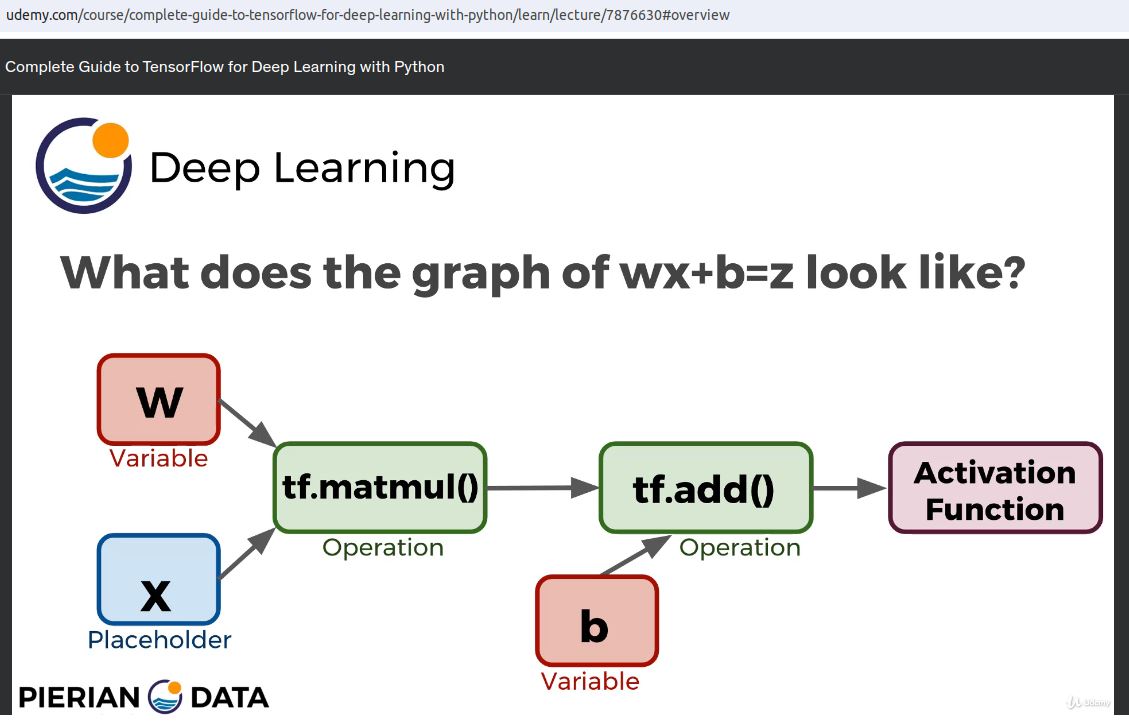 udemy.com/course/complete-guide-to-tensorflow-for-deep-learning-with-python/learn/lecture/7876630#overview
Complete Guide to TensorFlow for Deep Learning with Python
Deep Learning
What does the graph of wx+b=z look like?
W
Variable
x
Placeholder
tf.matmul()
Operation
tf.add()
Operation
b
Variable
Activation
Function
PIERIAN DATA
Udemy